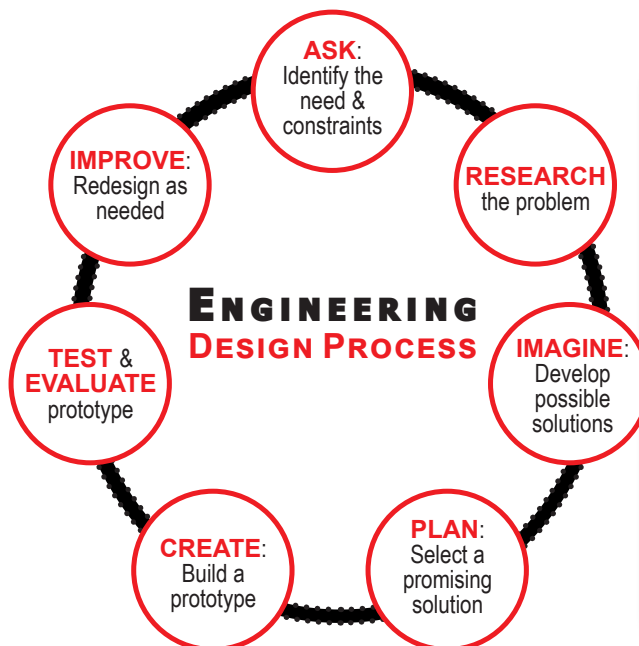 ASK:
Identify the
need &
constraints
RESEARCH
the problem
IMAGINE:
Develop
possible
solutions
PLAN:
Select a
promising
solution
CREATE:
Build a
prototype
TEST &
EVALUATE
prototype
IMPROVE:
Redesign as
needed
ENGINEERING
DESIGN PROCESS